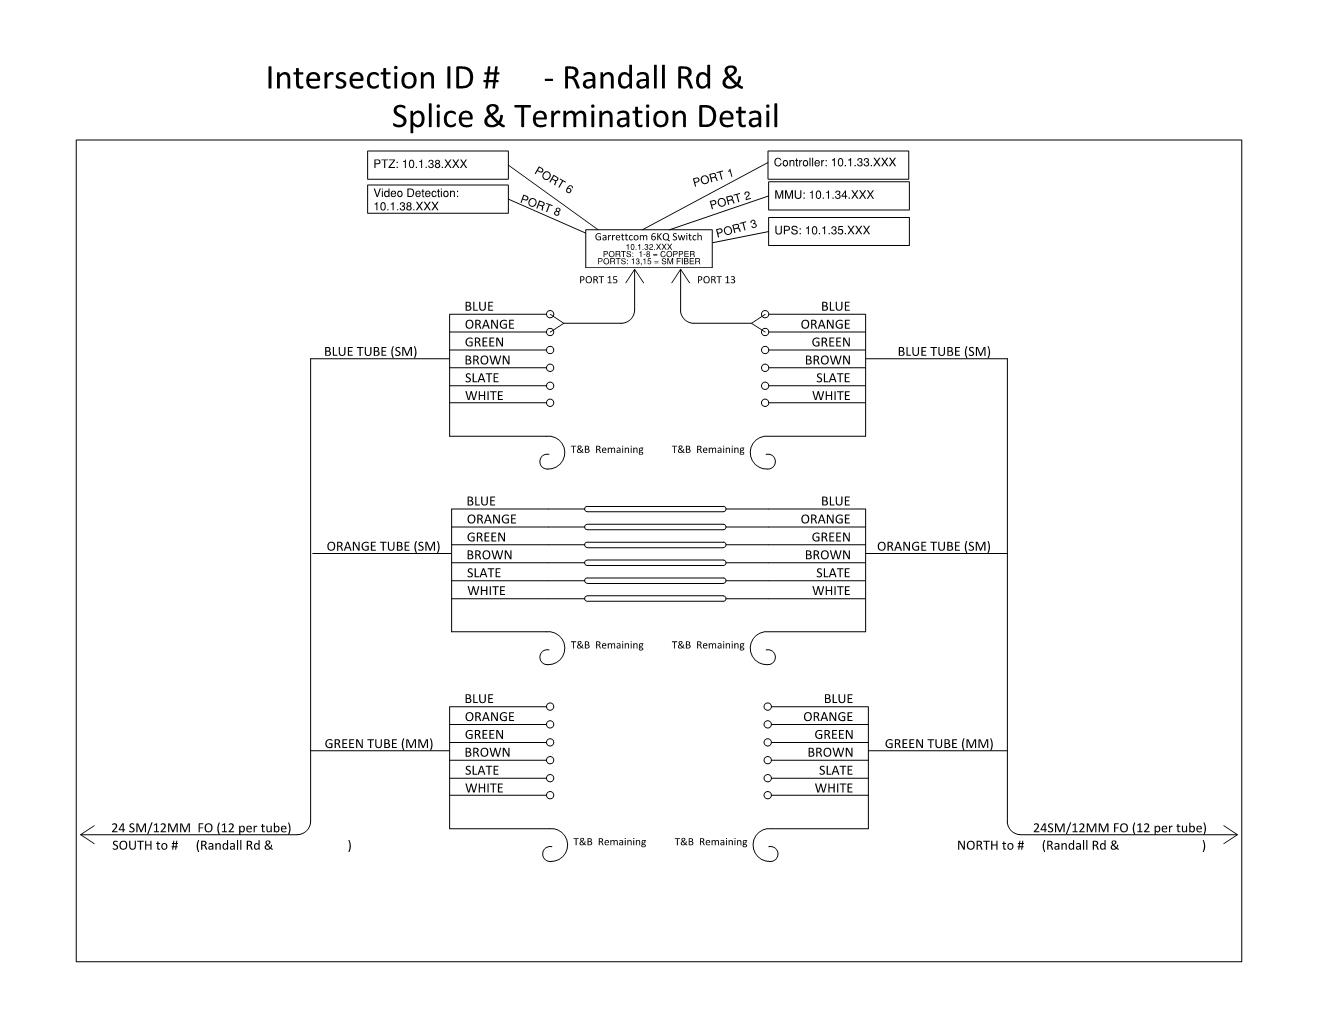 Intersection ID #     - Randall Rd &
Splice & Termination Detail
PTZ: 10.1.38.XXX
Video Detection:
10.1.38.XXX
PORT 6
PORT 8
PORT 1
PORT 2
PORT 3
Controller: 10.1.33.XXX
MMU: 10.1.34.XXX
UPS: 10.1.35.XXX
Garrettcom 6KQ Switch
10.1.32.XXX
PORTS:  1-8 = COPPER
PORTS: 13,15 = SM FIBER
PORT 15
PORT 13
BLUE TUBE (SM)
BLUE
ORANGE
GREEN
BROWN
SLATE
WHITE
T&B  Remaining
BLUE
ORANGE
GREEN
BROWN
SLATE
WHITE
T&B  Remaining
BLUE TUBE (SM)
ORANGE TUBE (SM)
BLUE
ORANGE
GREEN
BROWN
SLATE
WHITE
T&B  Remaining
BLUE
ORANGE
GREEN
BROWN
SLATE
WHITE
T&B  Remaining
ORANGE TUBE (SM)
GREEN TUBE (MM)
BLUE
ORANGE
GREEN
BROWN
SLATE
WHITE
T&B  Remaining
BLUE
ORANGE
GREEN
BROWN
SLATE
WHITE
T&B  Remaining
GREEN TUBE (MM)
24 SM/12MM  FO (12 per tube)
SOUTH to #     (Randall Rd &                    )
24SM/12MM FO (12 per tube)
NORTH to #     (Randall Rd &                    )